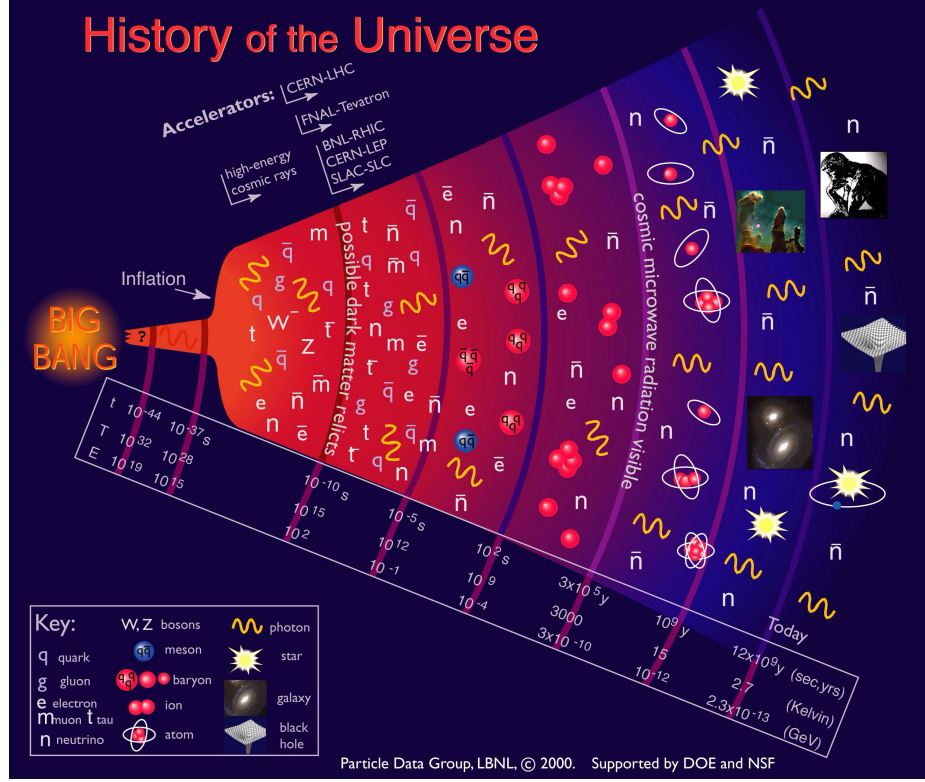 History of the Universe
Accelerators:
CERN-LHC
FNAL-Tevatron
BNL-RHIC
CERN-LEP
SLAC-SLC
high-energy
cosmic rays
Inflation
BIG
BANG
?
possible dark matter relicts
cosmic microwave radiation visible
t 10⁻⁴⁴ 10⁻³⁷ s 10⁻¹⁰ s 10⁻⁵ s 10² s 3x10⁵ y 10⁹ y Today 12x10⁹ y (sec,yrs)
T 10³² 10²⁸ 10¹⁵ 10¹² 10⁹ 3000 15 2.7 (Kelvin)
E 10¹⁹ 10¹⁵ 10² 10⁻¹ 10⁻⁴ 3x10⁻¹⁰ 10⁻¹² 2.3x10⁻¹³ (GeV)
Key:
q quark
g gluon
e electron
m muon t tau
n neutrino
W, Z bosons
qq̄ meson
qqq baryon
ion
atom
photon
star
galaxy
black
hole
Particle Data Group, LBNL, © 2000. Supported by DOE and NSF